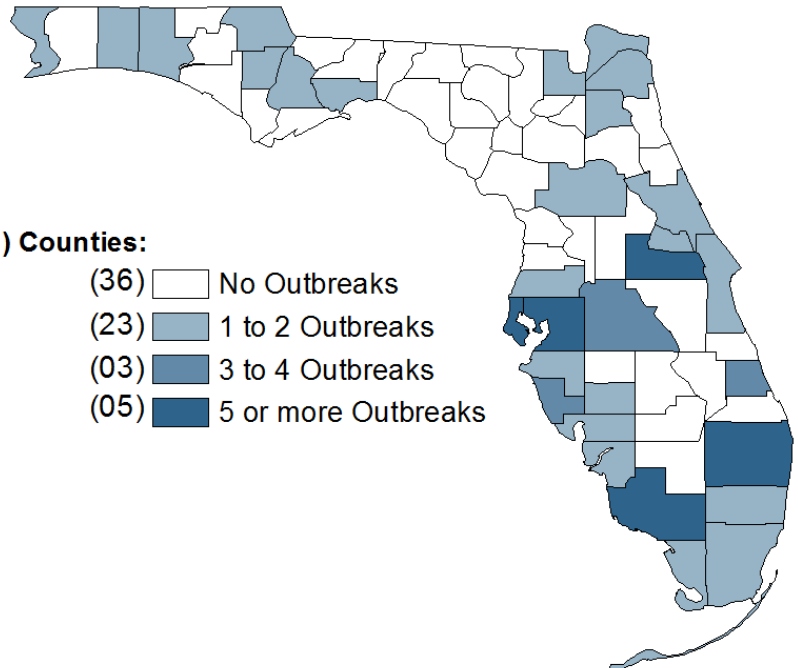 ) Counties:
(36) No Outbreaks
(23) 1 to 2 Outbreaks
(03) 3 to 4 Outbreaks
(05) 5 or more Outbreaks